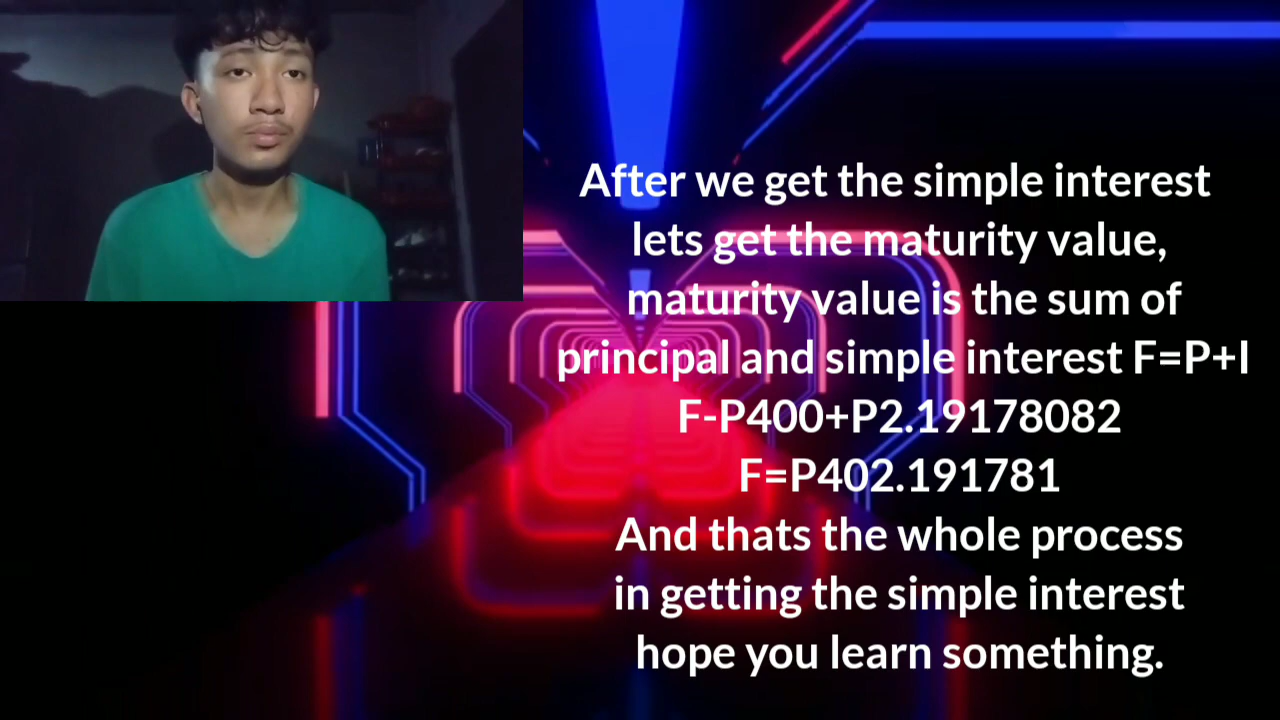 After we get the simple interest
lets get the maturity value,
maturity value is the sum of
principal and simple interest F=P+I
F-P400+P2.19178082
F=P402.191781
And thats the whole process
in getting the simple interest
hope you learn something.